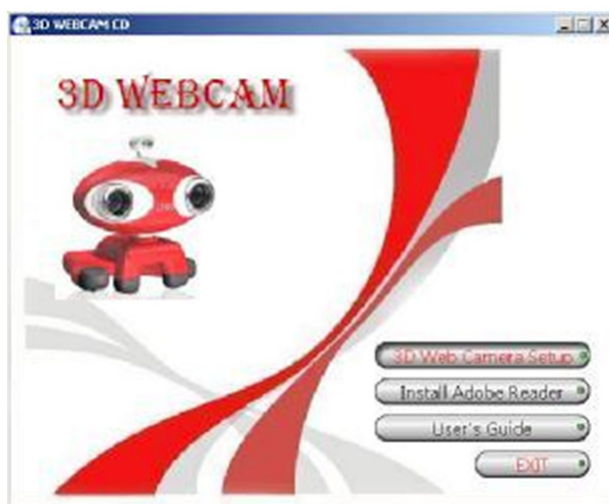 3D WEBCAM CD
3D WEBCAM
3D Web Camera Setup
Install Adobe Reader
User's Guide
EXIT